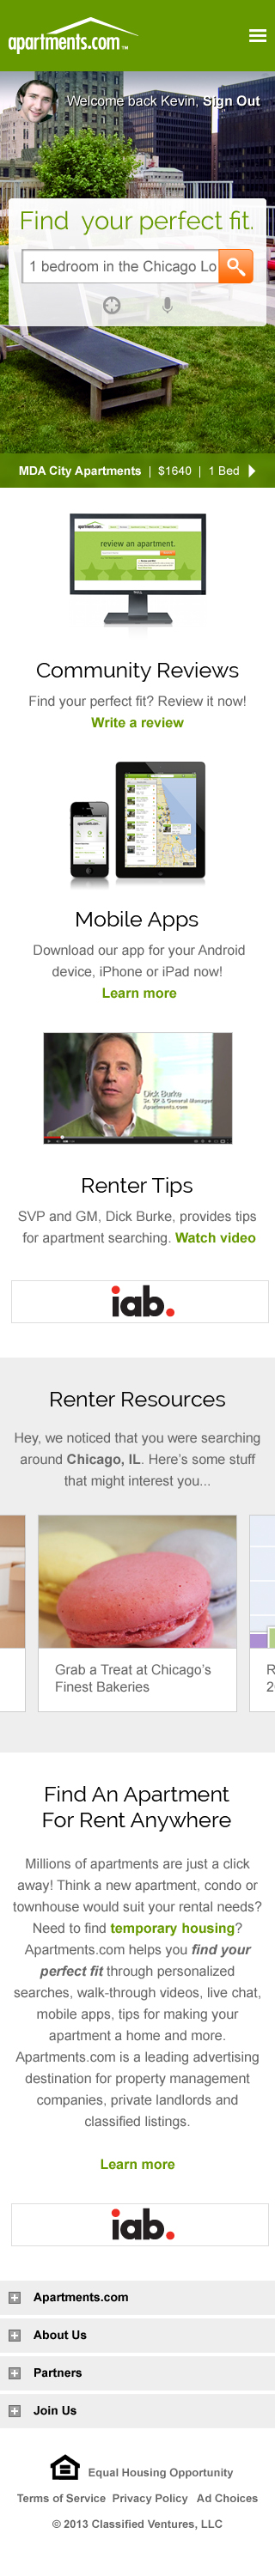 apartments.com™
Welcome back Kevin, Sign Out
Find your perfect fit.
1 bedroom in the Chicago Lo
MDA City Apartments | $1640 | 1 Bed
apartments.com
review an apartment.
Community Reviews
Find your perfect fit? Review it now!
Write a review
Mobile Apps
Download our app for your Android
device, iPhone or iPad now!
Learn more
Dick Burke
Sr. VP & General Manager
Apartments.com
Renter Tips
SVP and GM, Dick Burke, provides tips
for apartment searching. Watch video
iab.
Renter Resources
Hey, we noticed that you were searching
around Chicago, IL. Here's some stuff
that might interest you...
Grab a Treat at Chicago's
Finest Bakeries
R
2
Find An Apartment
For Rent Anywhere
Millions of apartments are just a click
away! Think a new apartment, condo or
townhouse would suit your rental needs?
Need to find temporary housing?
Apartments.com helps you find your
perfect fit through personalized
searches, walk-through videos, live chat,
mobile apps, tips for making your
apartment a home and more.
Apartments.com is a leading advertising
destination for property management
companies, private landlords and
classified listings.
Learn more
iab.
Apartments.com
About Us
Partners
Join Us
Equal Housing Opportunity
Terms of Service Privacy Policy Ad Choices
© 2013 Classified Ventures, LLC